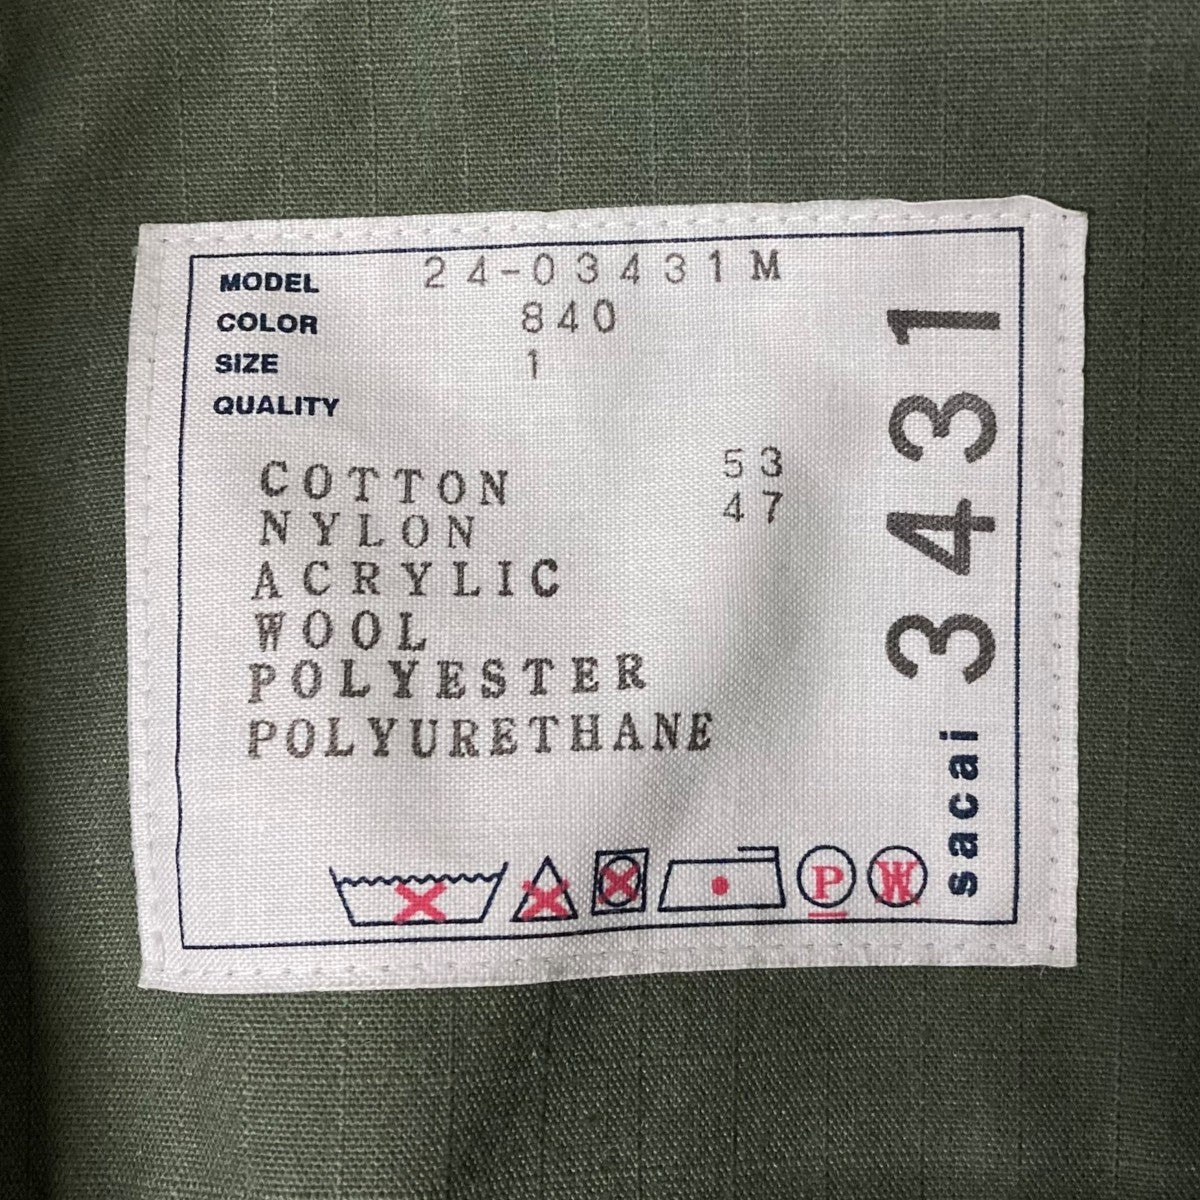 MODEL 24-03431M
COLOR 840
SIZE 1
QUALITY
COTTON 53
NYLON 47
ACRYLIC
WOOL
POLYESTER
POLYURETHANE
P W
sacai 3431